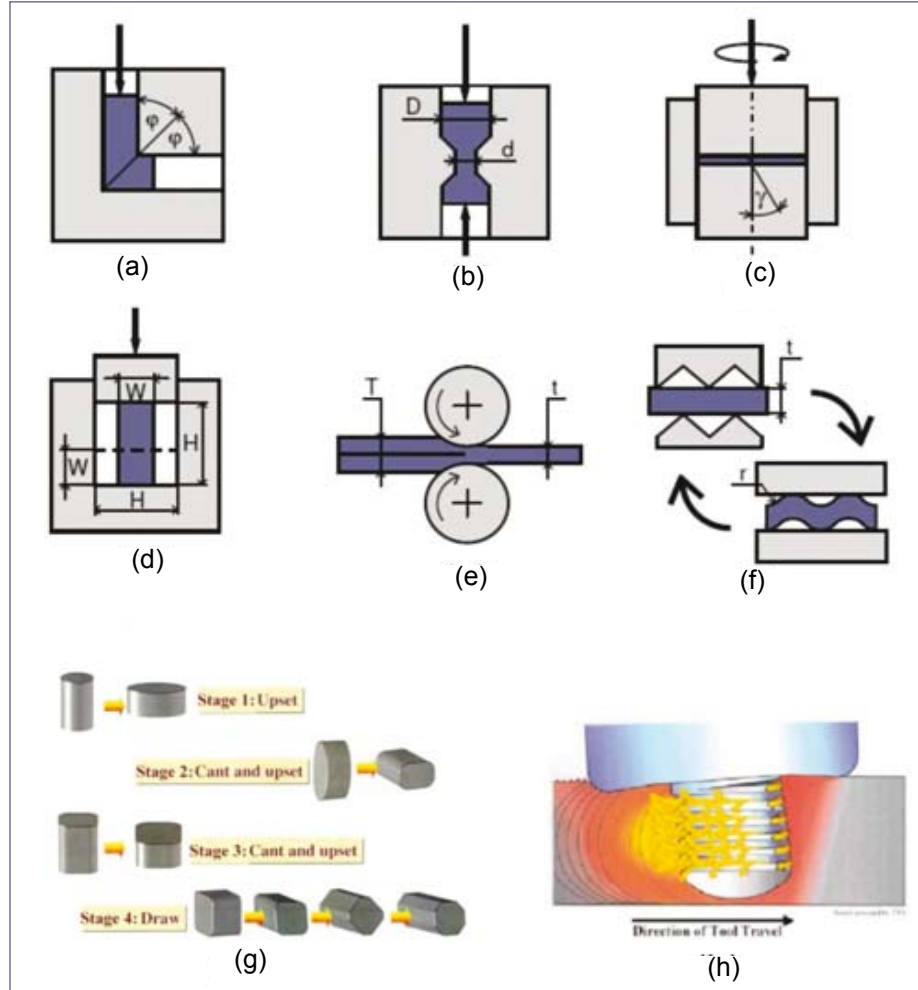 φ
φ
(a)
D
d
(b)
γ
(c)
W
H
W
H
(d)
T
t
(e)
t
r
(f)
Stage 1: Upset
Stage 2: Cant and upset
Stage 3: Cant and upset
Stage 4: Draw
(g)
Direction of Tool Travel
(h)